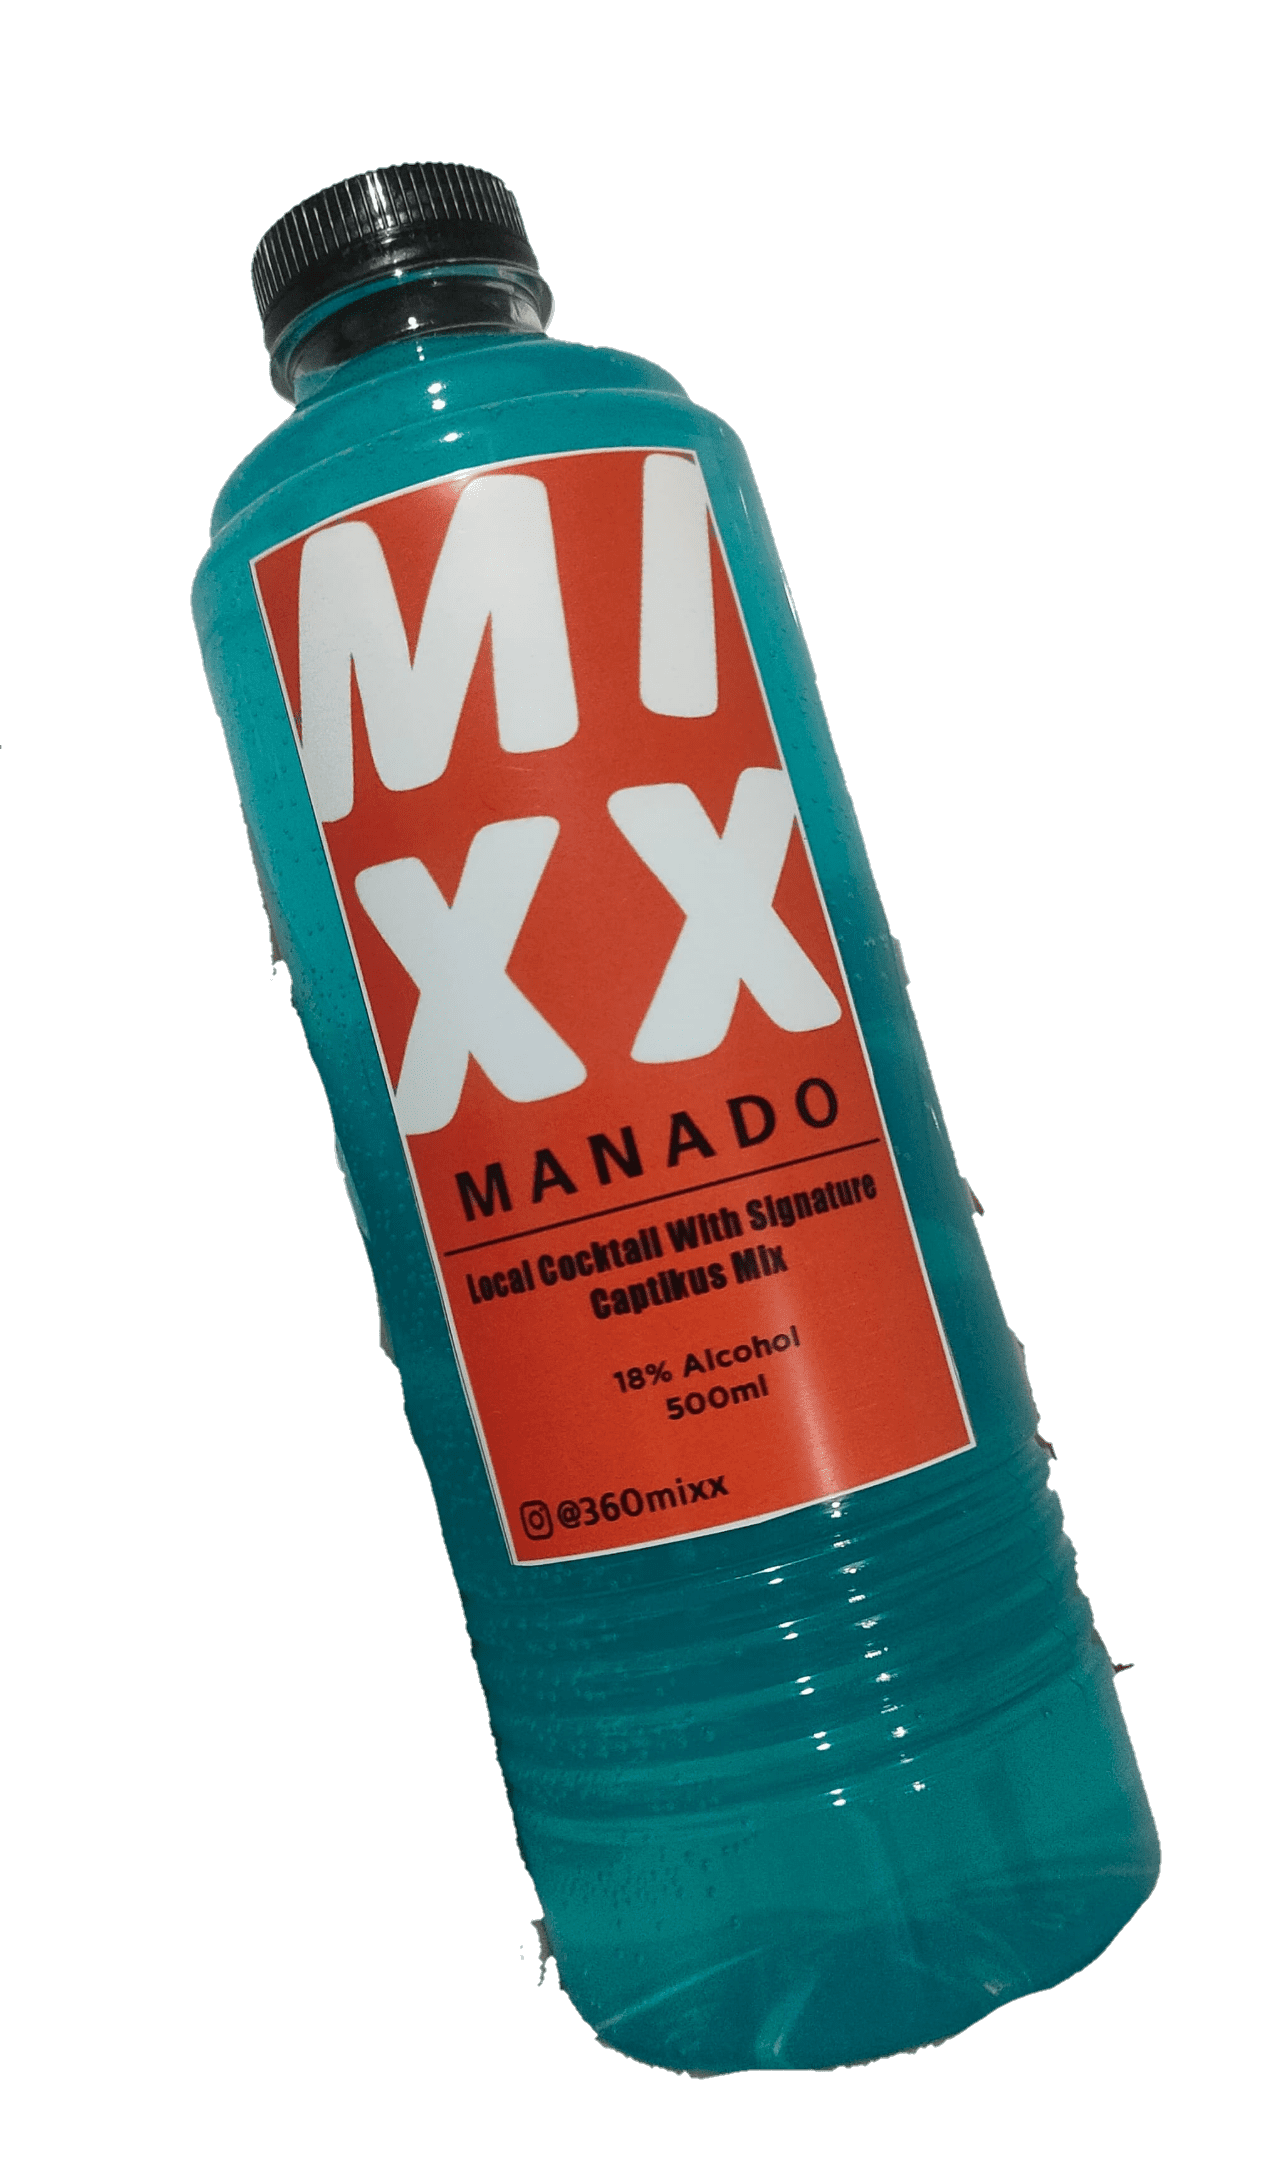 MI
XX
MANADO
Local Cocktail With Signature
Captikus Mix
18% Alcohol
500ml
@360mixx